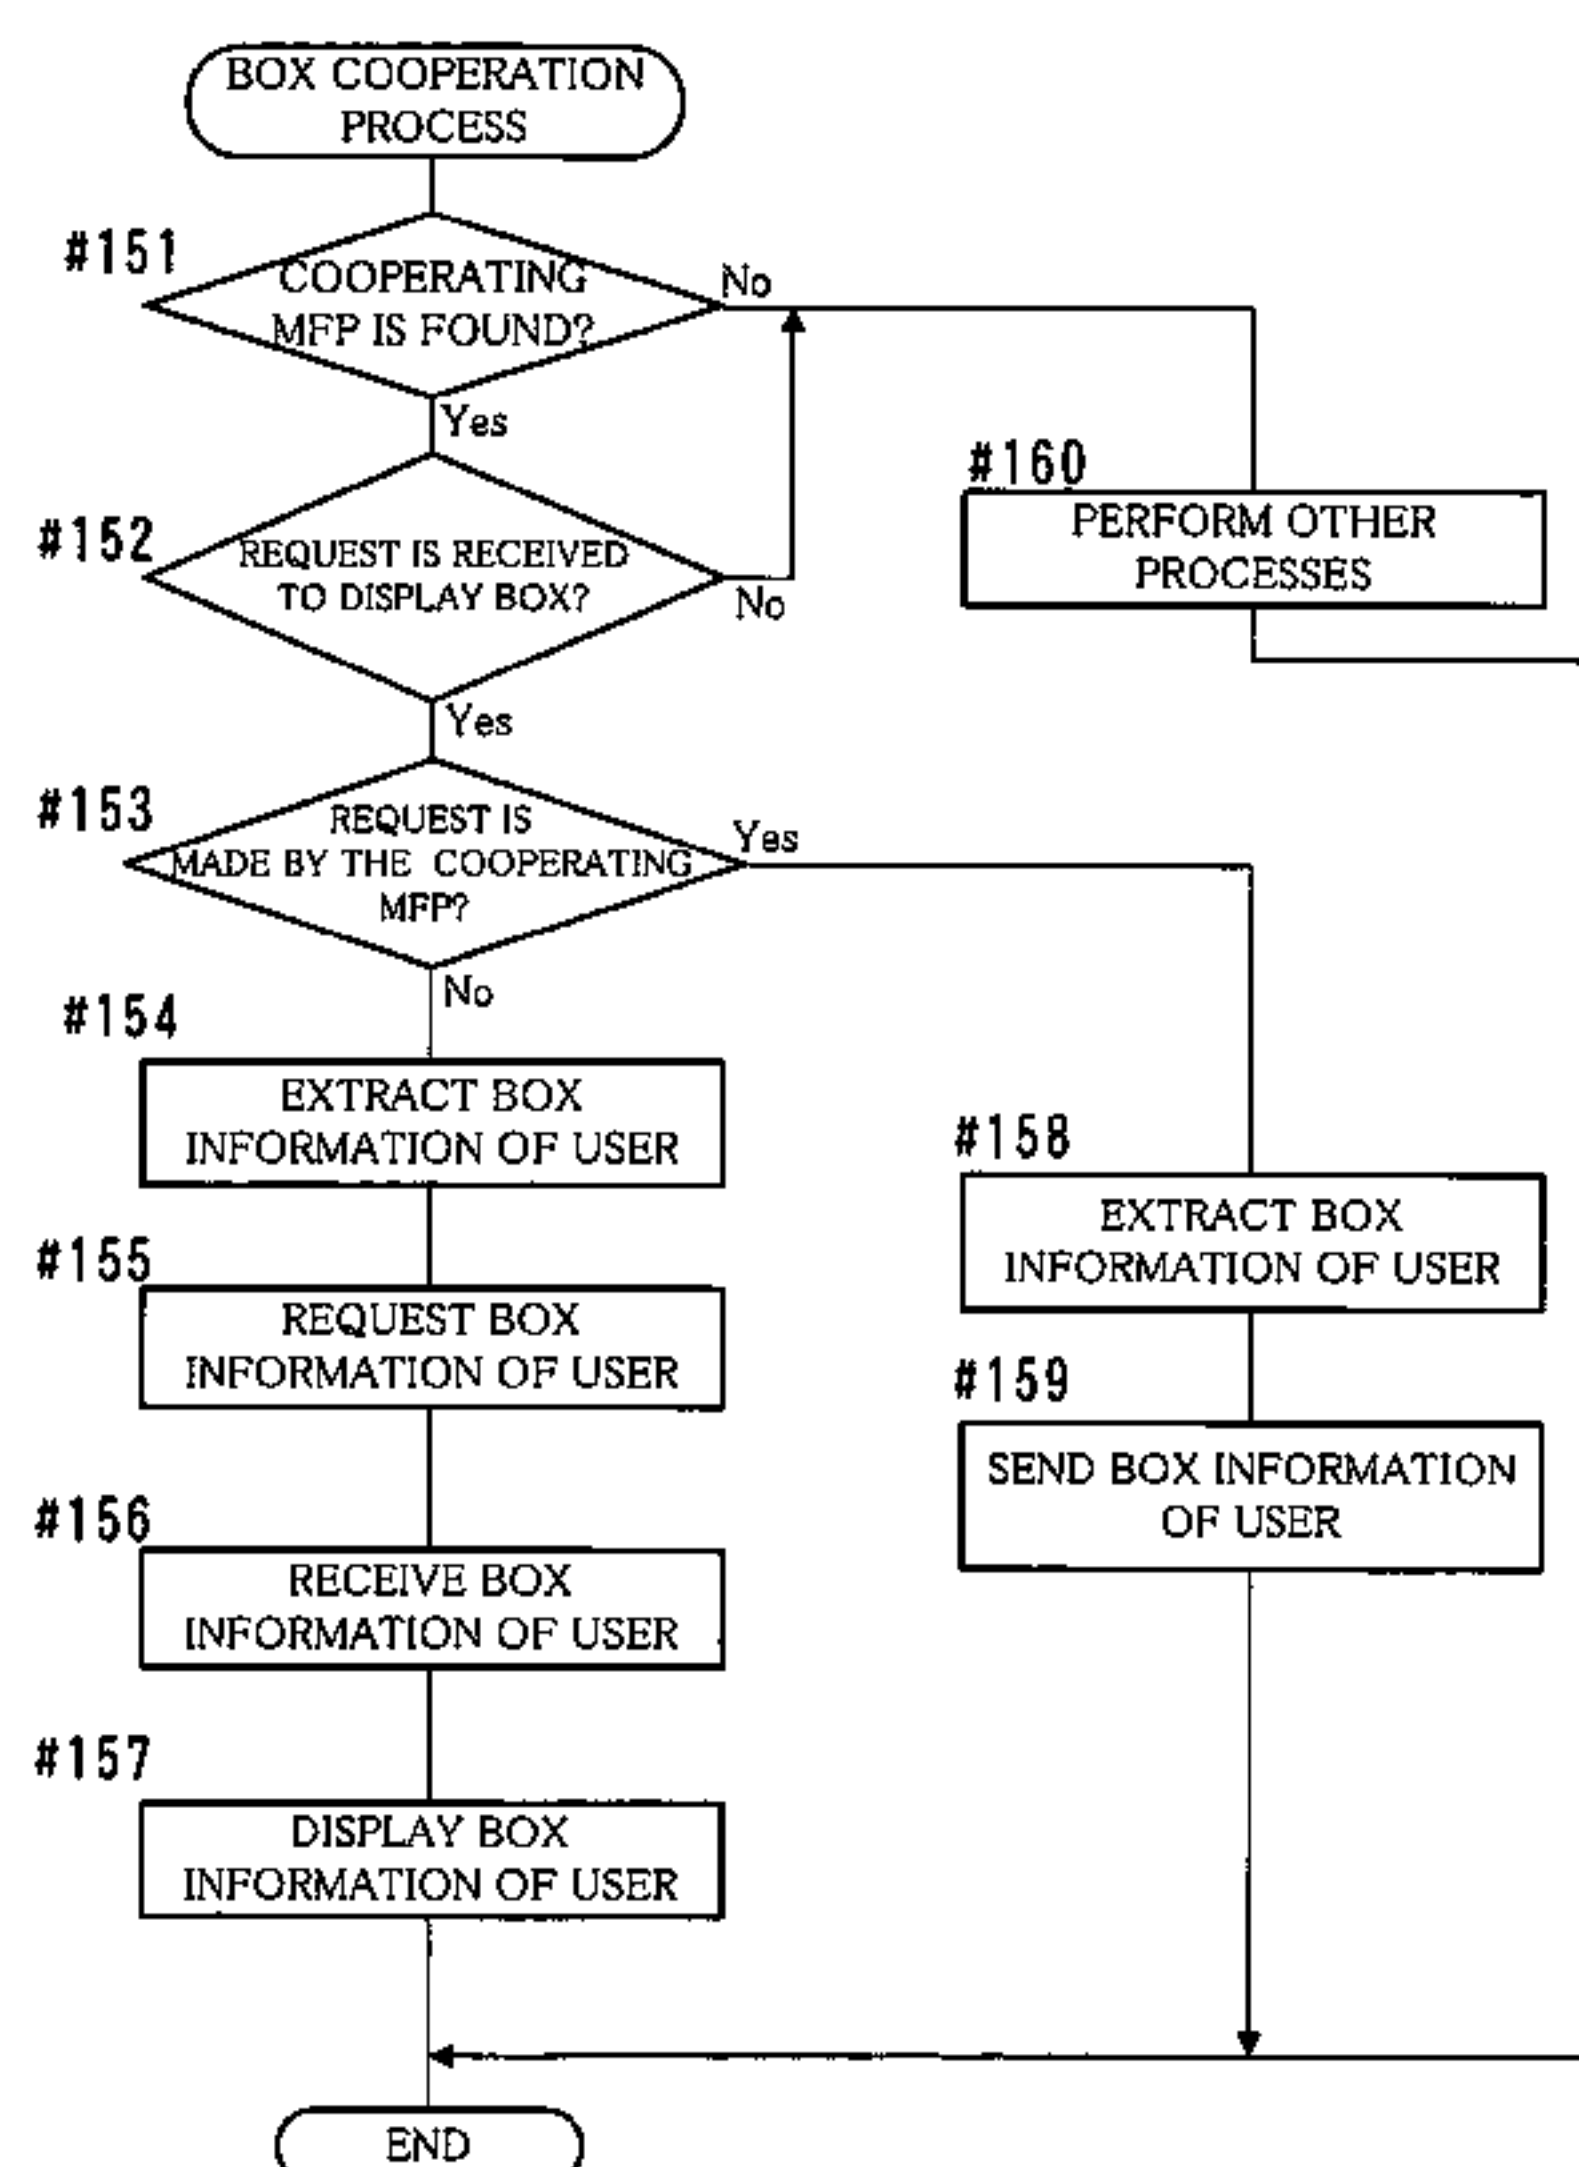 BOX COOPERATION
PROCESS
#151
COOPERATING
MFP IS FOUND?
No
Yes
#160
PERFORM OTHER
PROCESSES
#152
REQUEST IS RECEIVED
TO DISPLAY BOX?
No
Yes
#153
REQUEST IS
MADE BY THE COOPERATING
MFP?
Yes
No
#154
EXTRACT BOX
INFORMATION OF USER
#158
EXTRACT BOX
INFORMATION OF USER
#155
REQUEST BOX
INFORMATION OF USER
#159
SEND BOX INFORMATION
OF USER
#156
RECEIVE BOX
INFORMATION OF USER
#157
DISPLAY BOX
INFORMATION OF USER
END